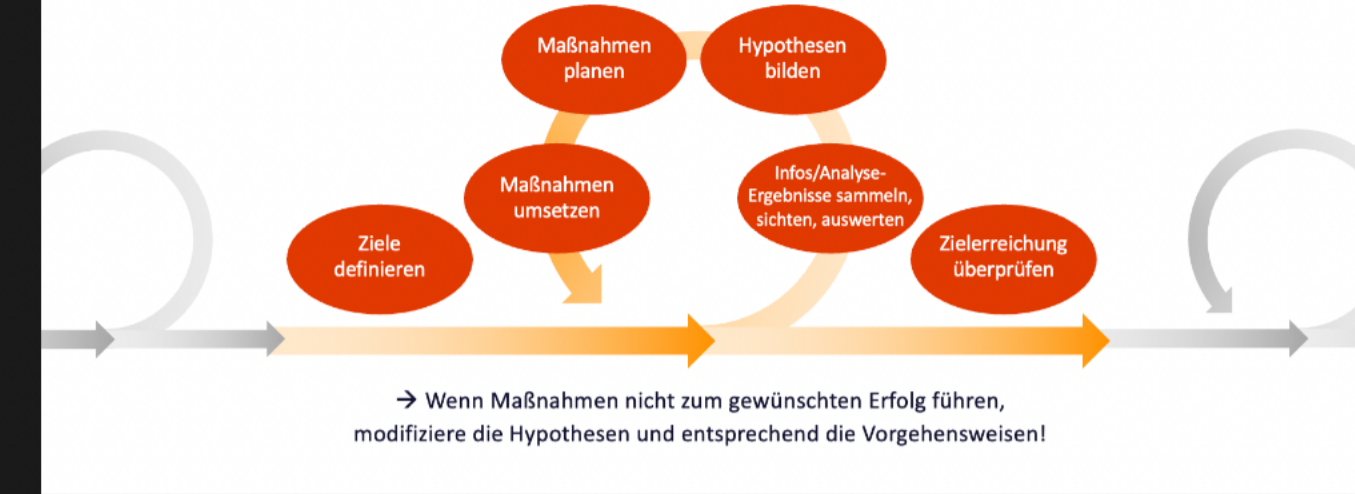 Maßnahmen
planen
Hypothesen
bilden
Maßnahmen
umsetzen
Infos/Analyse-
Ergebnisse sammeln,
sichten, auswerten
Ziele
definieren
Zielerreichung
überprüfen
→ Wenn Maßnahmen nicht zum gewünschten Erfolg führen,
modifiziere die Hypothesen und entsprechend die Vorgehensweisen!